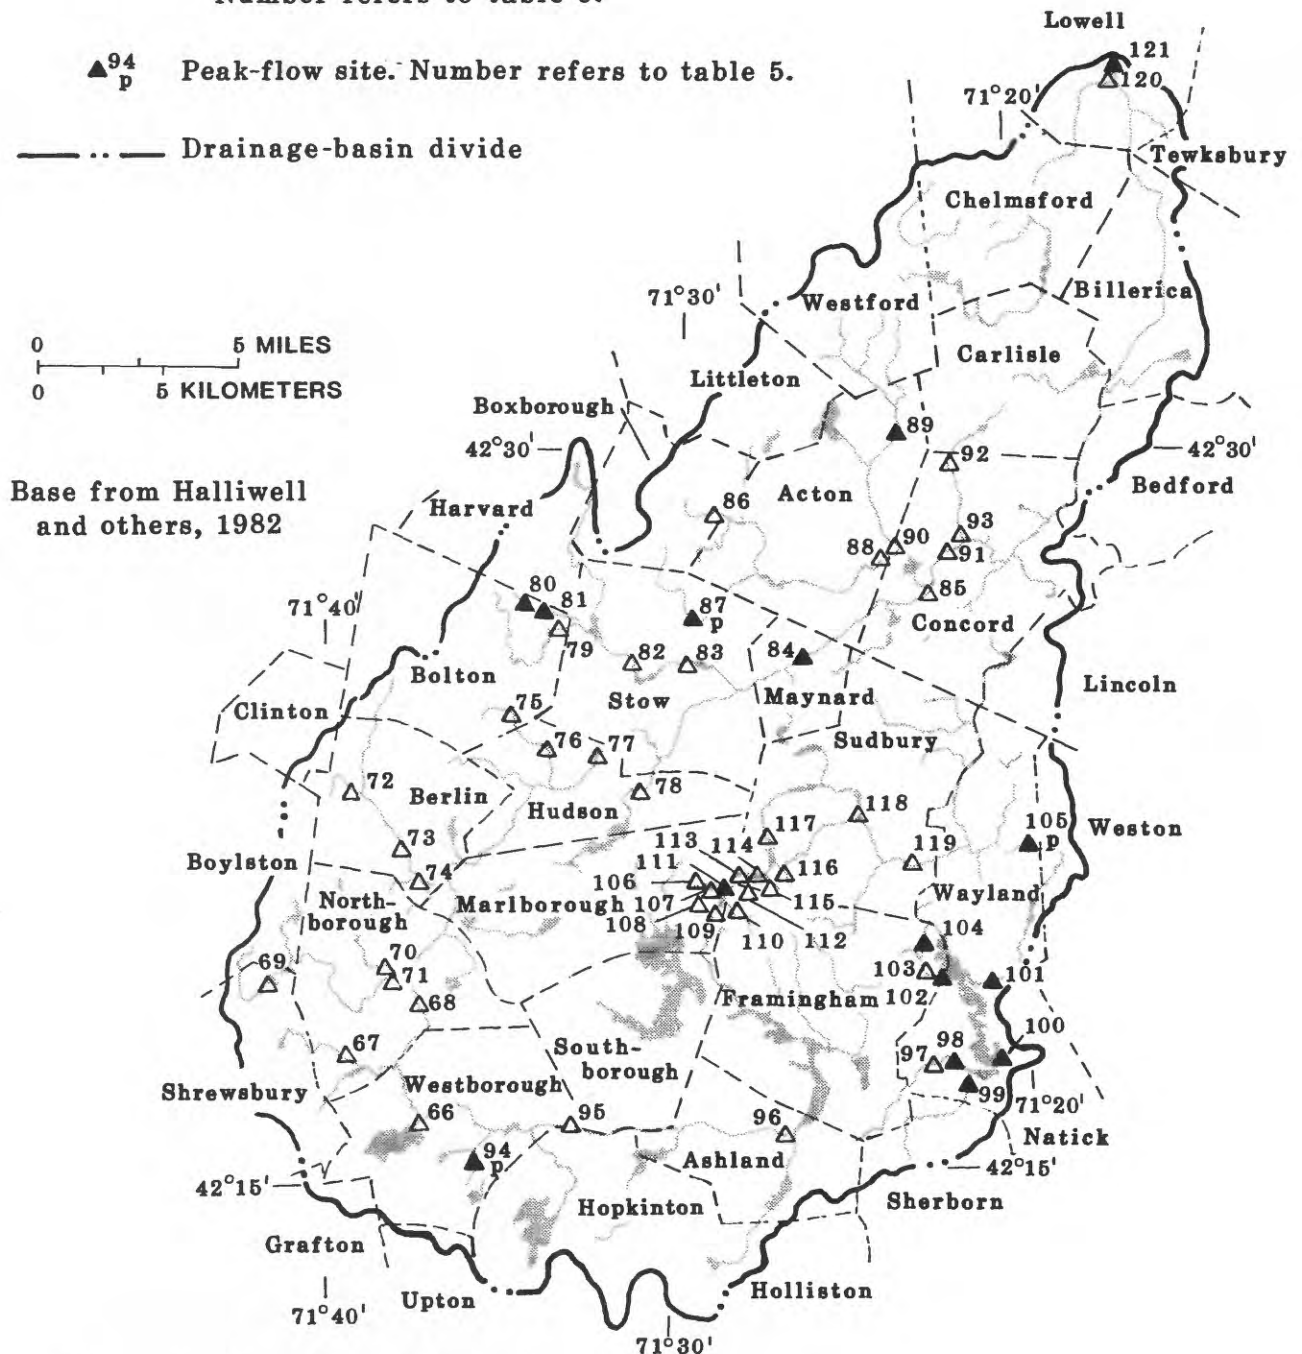 Number refers to table
94
p
Peak-flow site. Number refers to table 5.
Drainage-basin divide
0 5 MILES
0 5 KILOMETERS
Base from Halliwell
and others, 1982
Lowell
121
120
71°20'
Tewksbury
Chelmsford
71°30'
Westford
Billerica
Carlisle
Littleton
Boxborough
89
42°30'
92
42°30'
Bedford
Harvard
86
Acton
93
90
88
91
80
81
87
p
85
71°40'
Concord
79
82
83
84
Bolton
Lincoln
Stow
Maynard
Clinton
75
Sudbury
76
77
72
78
Berlin
Hudson
118
117
105
p
Weston
113
114
73
119
Boylston
111
116
106
74
Wayland
North-
borough
Marlborough
107
115
108
109
110
112
104
70
69
71
103
101
68
Framingham
102
100
67
South-
borough
97
98
Shrewsbury
Westborough
99
71°20'
66
95
96
Natick
94
p
Ashland
42°15'
42°15'
Hopkinton
Sherborn
Grafton
Holliston
Upton
71°40'
71°30'